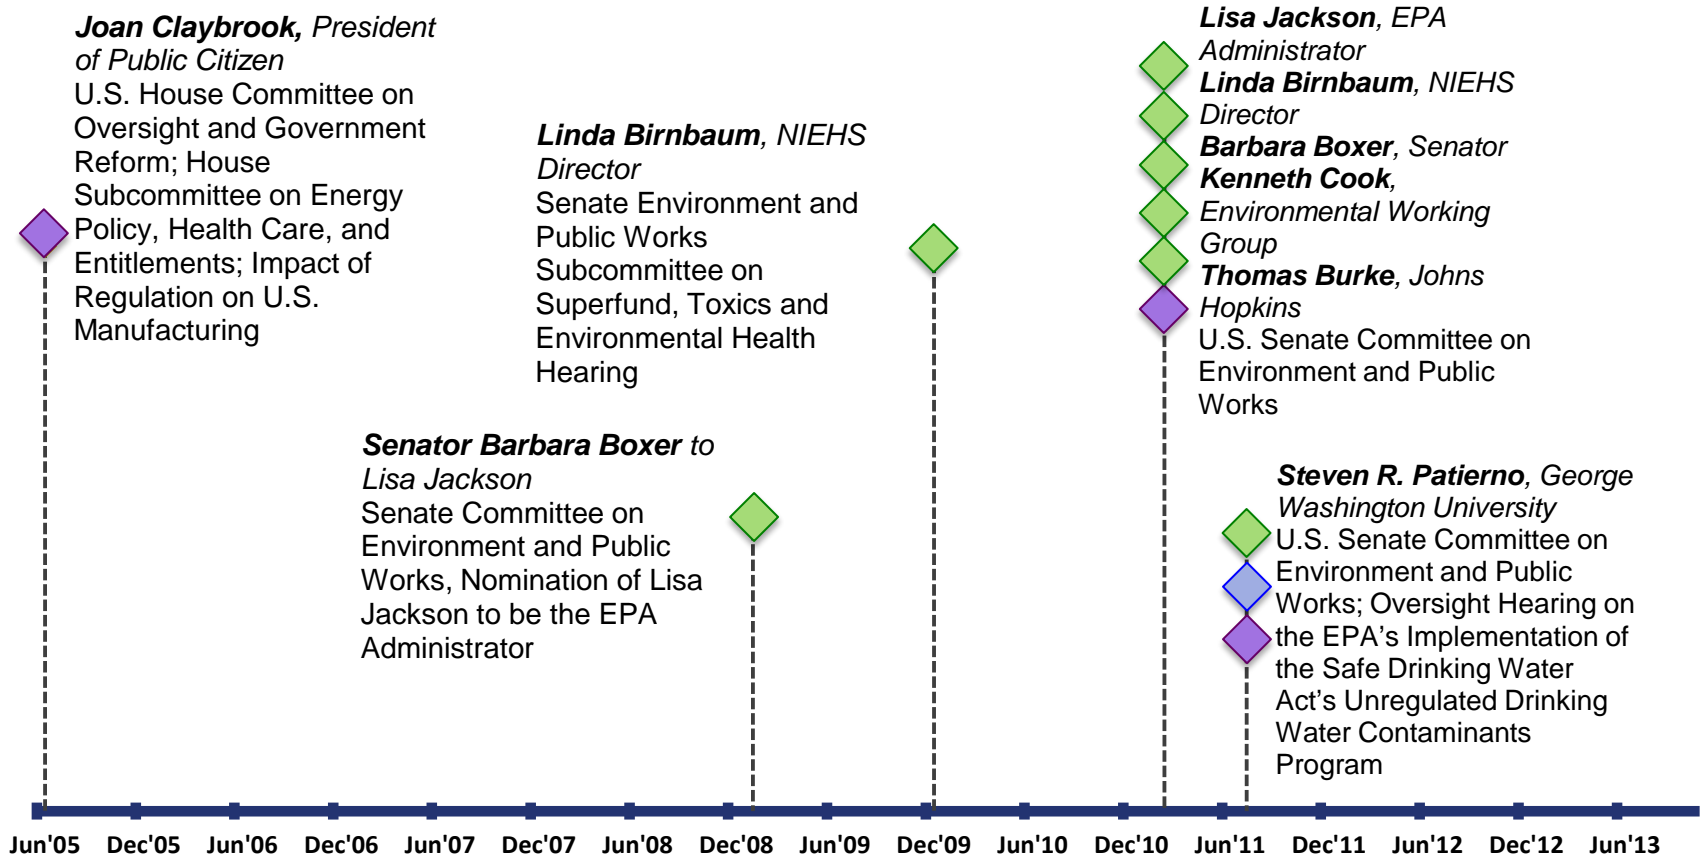 Joan Claybrook, President
of Public Citizen
U.S. House Committee on
Oversight and Government
Reform; House
Subcommittee on Energy
Policy, Health Care, and
Entitlements; Impact of
Regulation on U.S.
Manufacturing
Senator Barbara Boxer to
Lisa Jackson
Senate Committee on
Environment and Public
Works, Nomination of Lisa
Jackson to be the EPA
Administrator
Linda Birnbaum, NIEHS
Director
Senate Environment and
Public Works
Subcommittee on
Superfund, Toxics and
Environmental Health
Hearing
Lisa Jackson, EPA
Administrator
Linda Birnbaum, NIEHS
Director
Barbara Boxer, Senator
Kenneth Cook,
Environmental Working
Group
Thomas Burke, Johns
Hopkins
U.S. Senate Committee on
Environment and Public
Works
Steven R. Patierno, George
Washington University
U.S. Senate Committee on
Environment and Public
Works; Oversight Hearing on
the EPA’s Implementation of
the Safe Drinking Water
Act’s Unregulated Drinking
Water Contaminants
Program
Jun'05 Dec'05 Jun'06 Dec'06 Jun'07 Dec'07 Jun'08 Dec'08 Jun'09 Dec'09 Jun'10 Dec'10 Jun'11 Dec'11 Jun'12 Dec'12 Jun'13